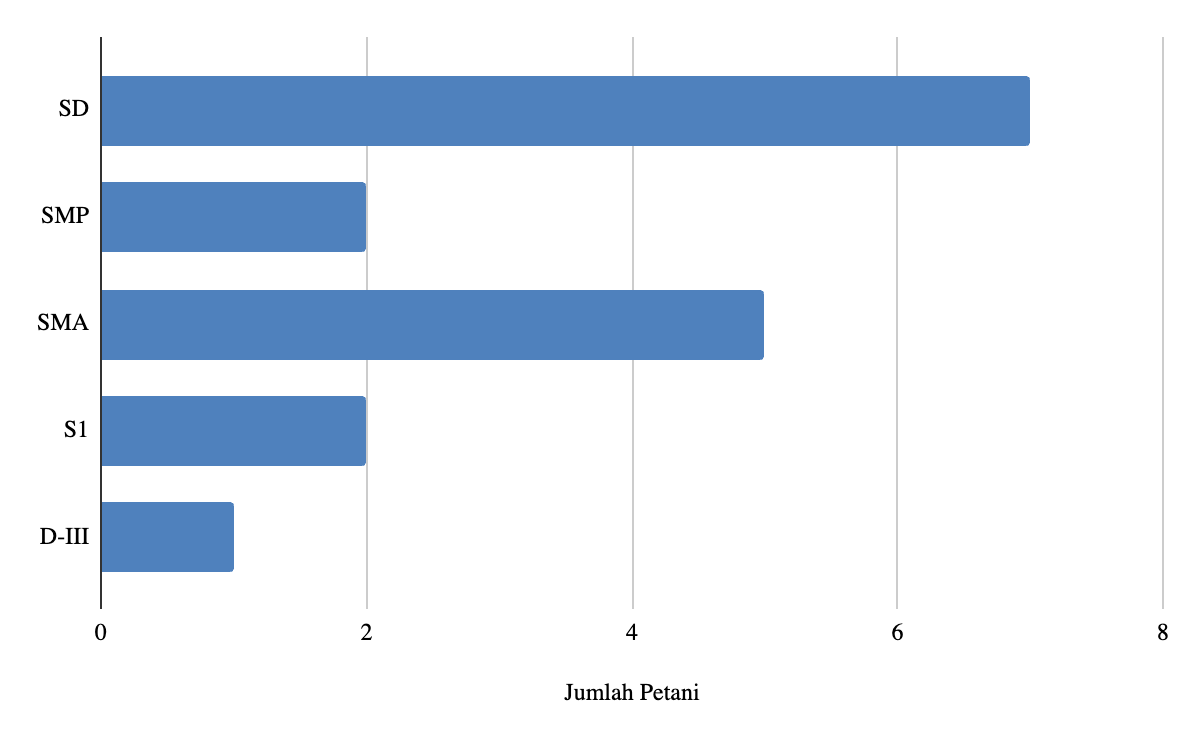 SD
SMP
SMA
S1
D-III
0 2 4 6 8
Jumlah Petani